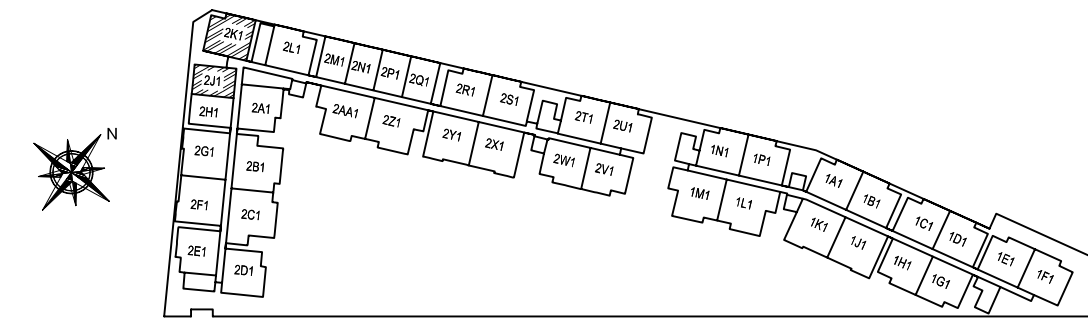 2K1
2L1
2M1
2N1
2P1
2Q1
2R1
2S1
2T1
2U1
2J1
2H1
2A1
2AA1
2Z1
2Y1
2X1
2W1
2V1
1N1
1P1
1M1
1L1
1A1
1B1
1C1
1D1
1E1
1F1
1K1
1J1
1H1
1G1
N
2G1
2B1
2F1
2C1
2E1
2D1